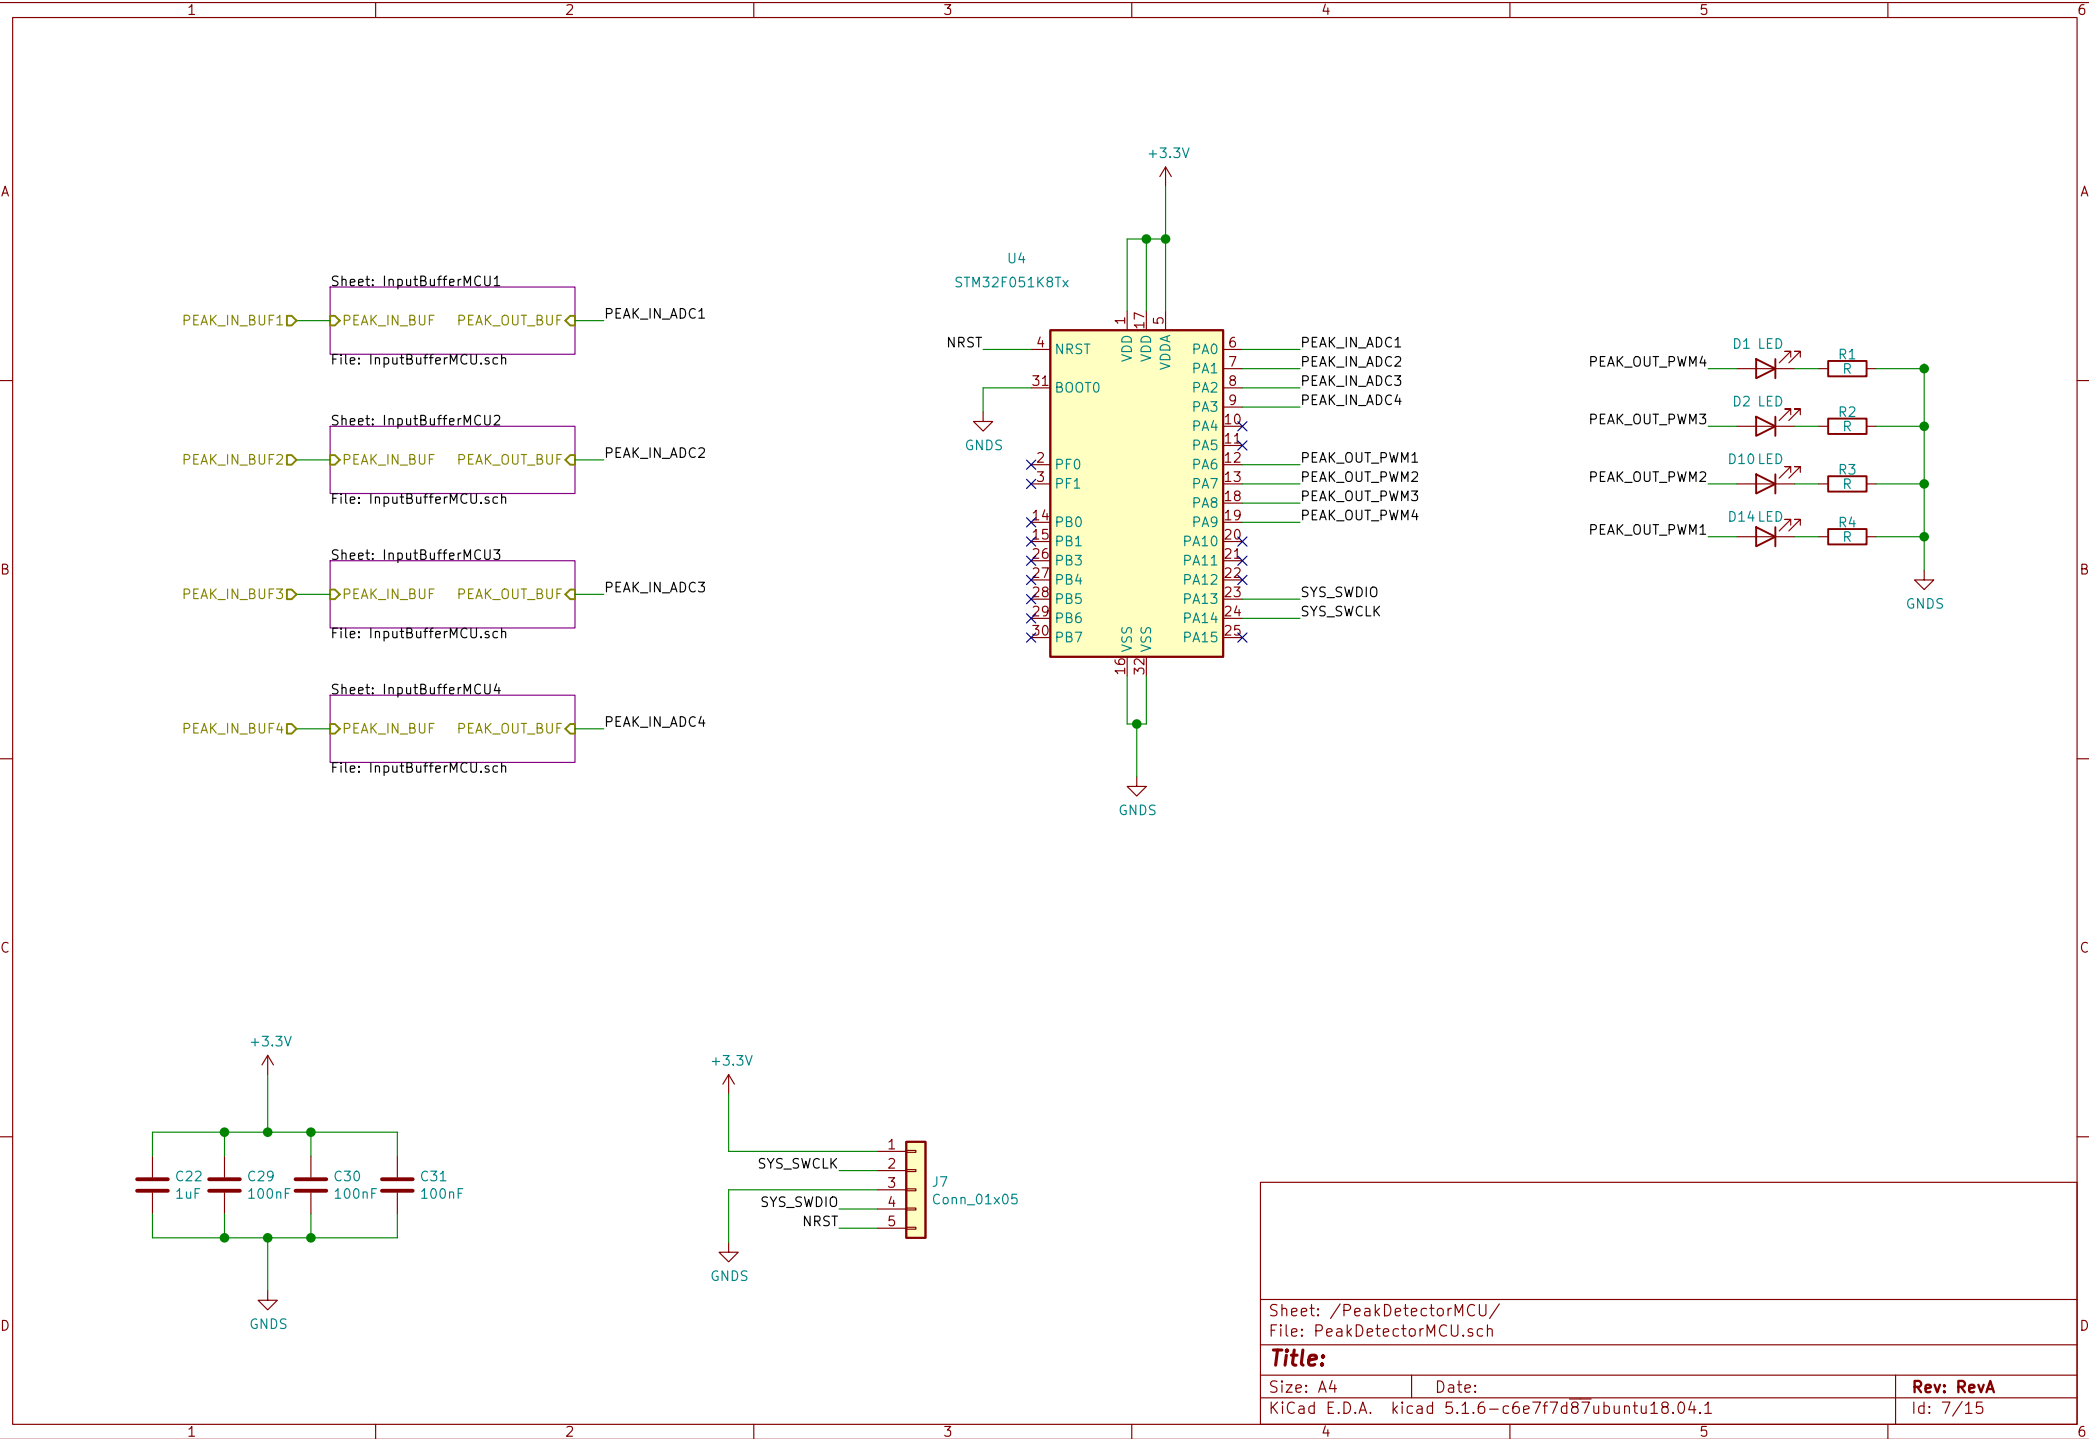 1 2 3 4 5 6
A A
B B
C C
D D
+3.3V
U4
STM32F051K8Tx
Sheet: InputBufferMCU1
PEAK_IN_BUF1 PEAK_IN_BUF PEAK_OUT_BUF PEAK_IN_ADC1
File: InputBufferMCU.sch
Sheet: InputBufferMCU2
PEAK_IN_BUF2 PEAK_IN_BUF PEAK_OUT_BUF PEAK_IN_ADC2
File: InputBufferMCU.sch
Sheet: InputBufferMCU3
PEAK_IN_BUF3 PEAK_IN_BUF PEAK_OUT_BUF PEAK_IN_ADC3
File: InputBufferMCU.sch
Sheet: InputBufferMCU4
PEAK_IN_BUF4 PEAK_IN_BUF PEAK_OUT_BUF PEAK_IN_ADC4
File: InputBufferMCU.sch
1 17 5
VDD VDD VDDA
NRST 4 NRST
31 BOOT0
GNDS
2 PF0
3 PF1
14 PB0
15 PB1
26 PB3
27 PB4
28 PB5
29 PB6
30 PB7
PA0 6 PEAK_IN_ADC1
PA1 7 PEAK_IN_ADC2
PA2 8 PEAK_IN_ADC3
PA3 9 PEAK_IN_ADC4
PA4 10
PA5 11
PA6 12 PEAK_OUT_PWM1
PA7 13 PEAK_OUT_PWM2
PA8 18 PEAK_OUT_PWM3
PA9 19 PEAK_OUT_PWM4
PA10 20
PA11 21
PA12 22
PA13 23 SYS_SWDIO
PA14 24 SYS_SWCLK
PA15 25
VSS VSS
16 32
GNDS
D1 LED R1
PEAK_OUT_PWM4 R
D2 LED R2
PEAK_OUT_PWM3 R
D10 LED R3
PEAK_OUT_PWM2 R
D14 LED R4
PEAK_OUT_PWM1 R
GNDS
+3.3V
C22 C29 C30 C31
1uF 100nF 100nF 100nF
GNDS
+3.3V
1
SYS_SWCLK 2
3
SYS_SWDIO 4
NRST 5
J7
Conn_01x05
GNDS
Sheet: /PeakDetectorMCU/
File: PeakDetectorMCU.sch
Title:
Size: A4 Date: Rev: RevA
KiCad E.D.A. kicad 5.1.6-c6e7f7d87ubuntu18.04.1 Id: 7/15
1 2 3 4 5 6